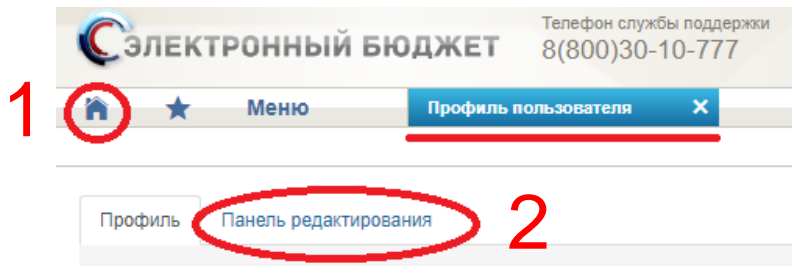 ЭЛЕКТРОННЫЙ БЮДЖЕТ
Телефон службы поддержки
8(800)30-10-777
1
Меню
Профиль пользователя ×
Профиль
Панель редактирования
2